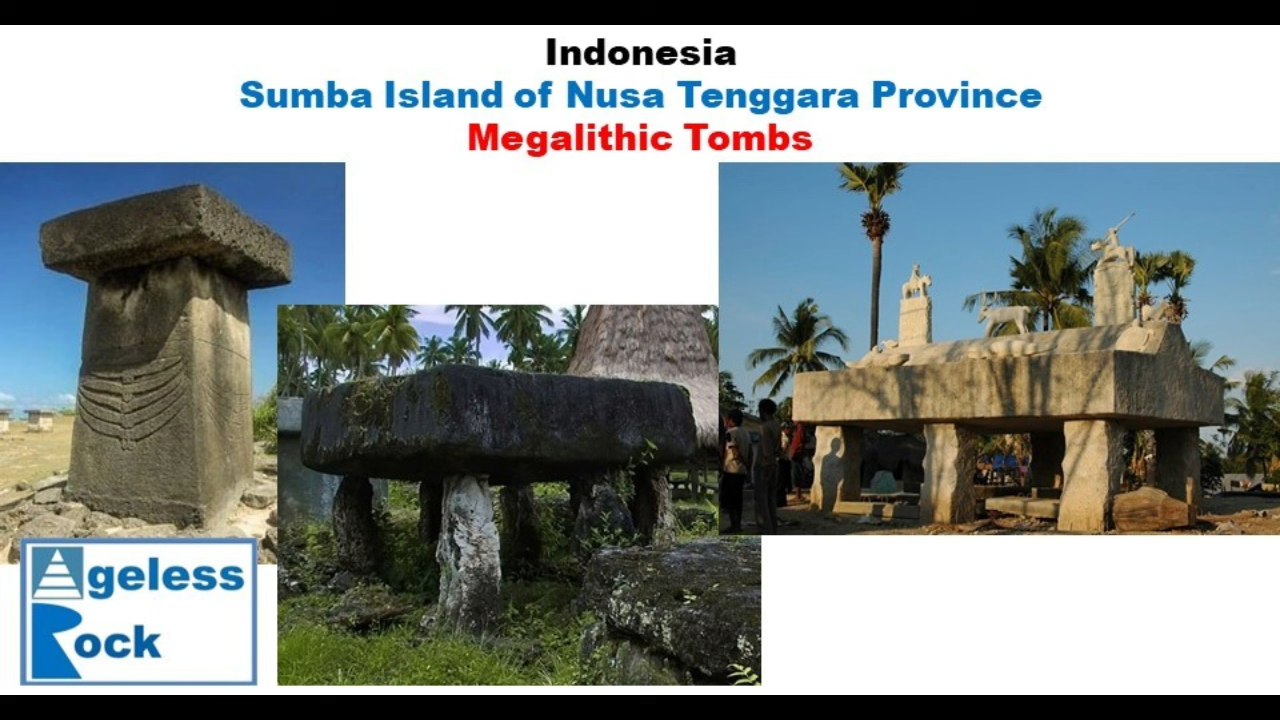 Indonesia
Sumba Island of Nusa Tenggara Province
Megalithic Tombs
Ageless
Rock